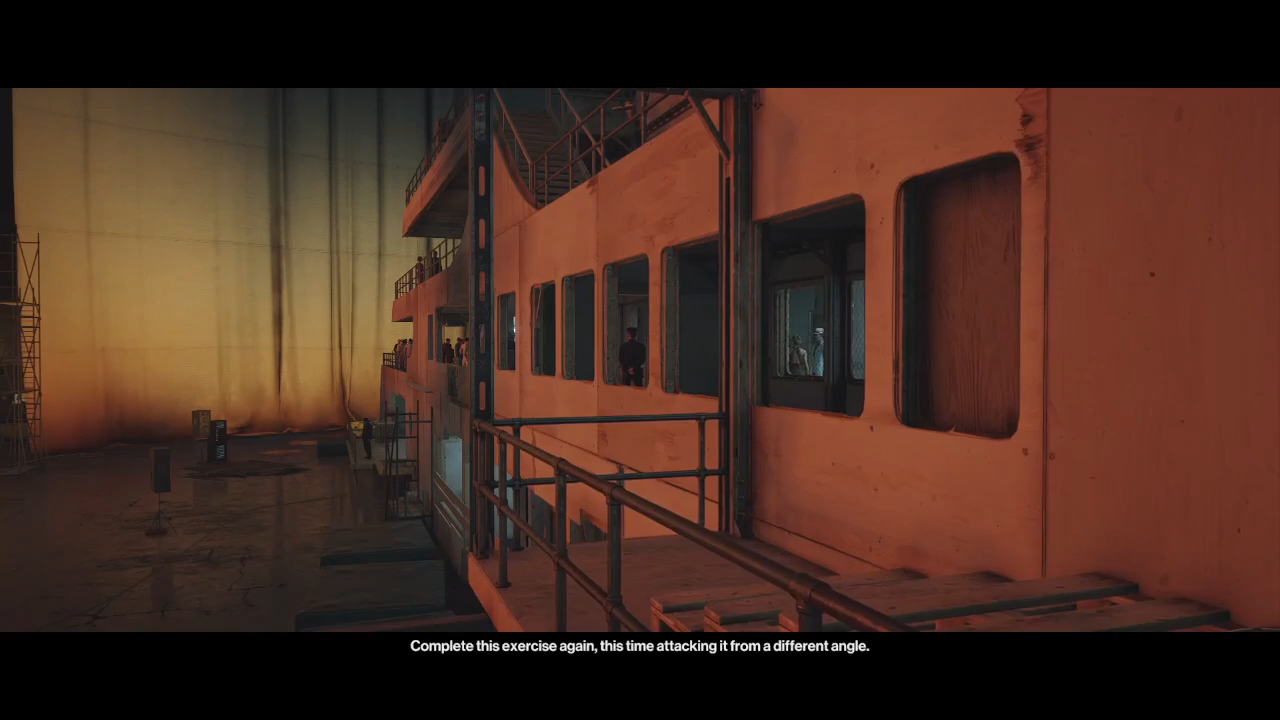 Complete this exercise again, this time attacking it from a different angle.